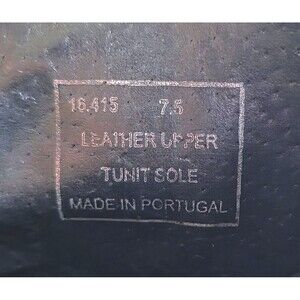 16.415 7.5
LEATHER UPPER
TUNIT SOLE
MADE IN PORTUGAL